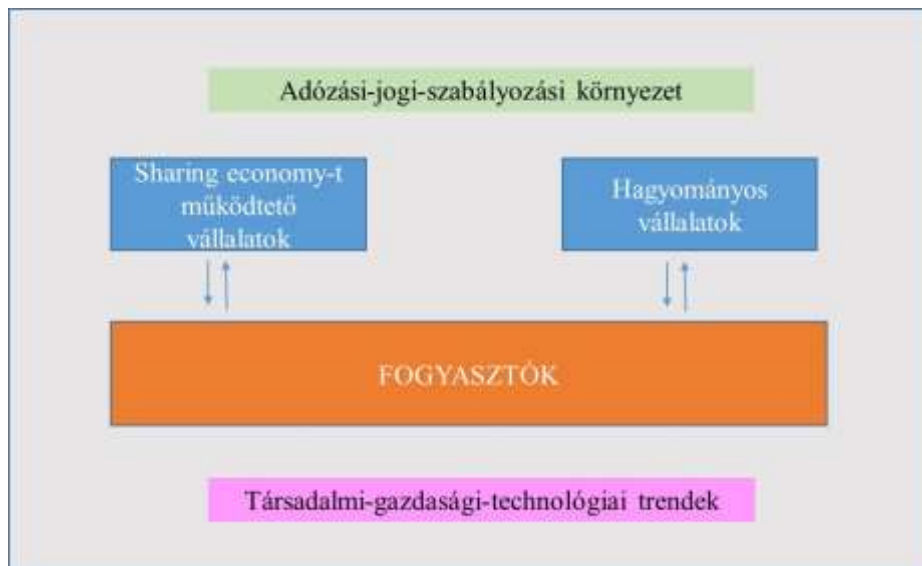 Adózási-jogi-szabályozási környezet
Sharing economy-t
működtető
vállalatok
Hagyományos
vállalatok
FOGYASZTÓK
Társadalmi-gazdasági-technológiai trendek